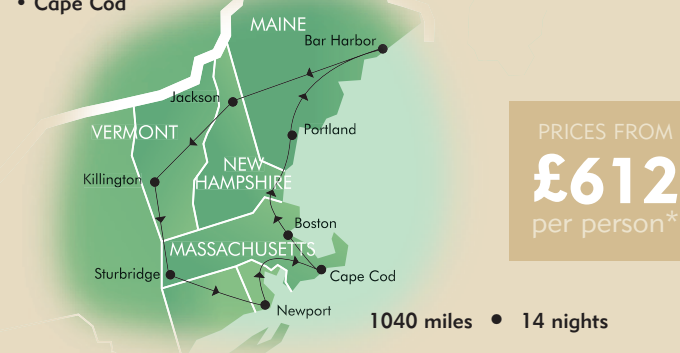 • Cape Cod
MAINE
Bar Harbor
Jackson
VERMONT
Portland
Killington
NEW
HAMPSHIRE
Boston
MASSACHUSETTS
Sturbridge
Cape Cod
Newport
PRICES FROM
£612
per person*
1040 miles • 14 nights